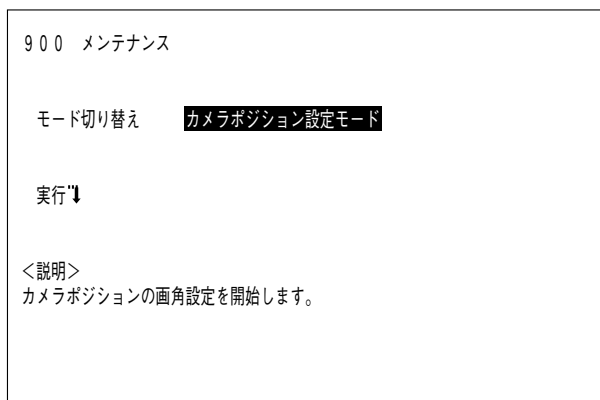 ９００　メンテナンス
モード切り替え　カメラポジション設定モード
実行
＜説明＞
カメラポジションの画角設定を開始します。